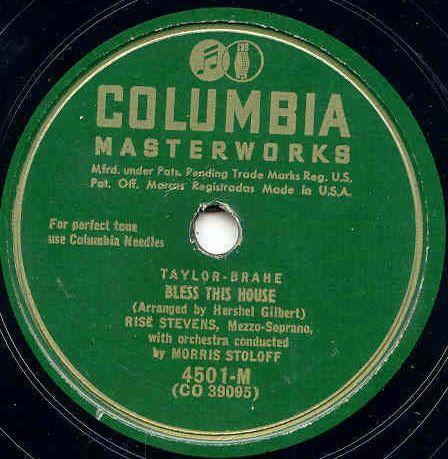 COLUMBIA
MASTERWORKS
Mfrd. under Pats. Pending Trade Marks Reg. U.S.
Pat. Off. Marcas Registradas Made in U.S.A.
For perfect tone
use Columbia Needles
TAYLOR-BRAHE
BLESS THIS HOUSE
(Arranged by Hershel Gilbert)
RISË STEVENS, Mezzo-Soprano,
with orchestra conducted
by MORRIS STOLOFF
4501-M
(CO 39095)